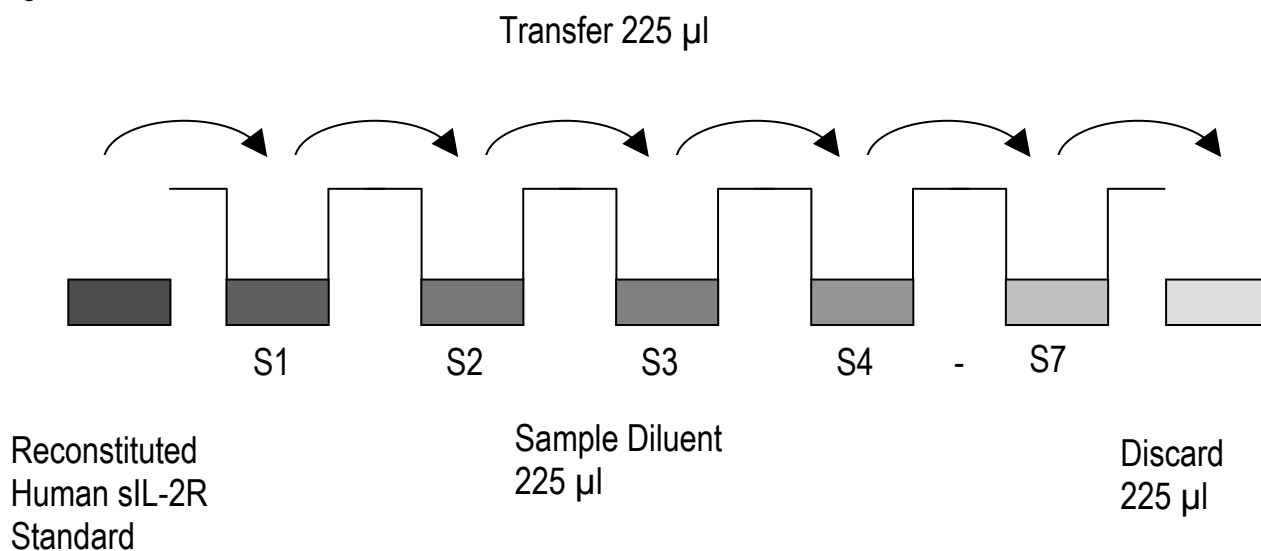 Transfer 225 µl
S1 S2 S3 S4 - S7
Reconstituted
Human sIL-2R
Standard
Sample Diluent
225 µl
Discard
225 µl